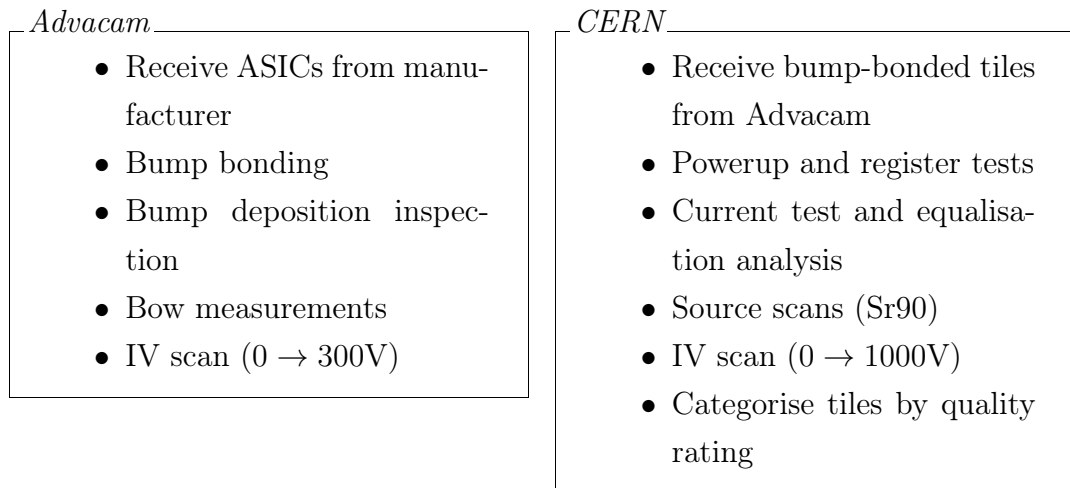 Advacam
• Receive ASICs from manu-
facturer
• Bump bonding
• Bump deposition inspec-
tion
• Bow measurements
• IV scan (0 → 300V)
CERN
• Receive bump-bonded tiles
from Advacam
• Powerup and register tests
• Current test and equalisa-
tion analysis
• Source scans (Sr90)
• IV scan (0 → 1000V)
• Categorise tiles by quality
rating